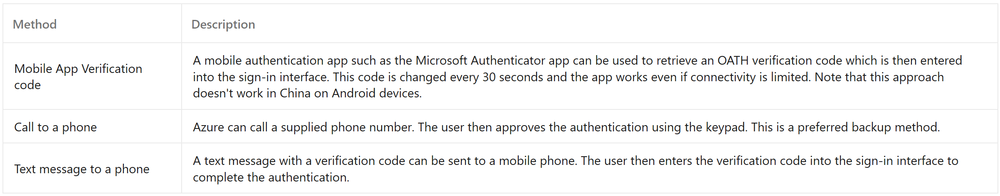 Method
Description
Mobile App Verification
code
A mobile authentication app such as the Microsoft Authenticator app can be used to retrieve an OATH verification code which is then entered
into the sign-in interface. This code is changed every 30 seconds and the app works even if connectivity is limited. Note that this approach
doesn't work in China on Android devices.
Call to a phone
Azure can call a supplied phone number. The user then approves the authentication using the keypad. This is a preferred backup method.
Text message to a phone
A text message with a verification code can be sent to a mobile phone. The user then enters the verification code into the sign-in interface to
complete the authentication.